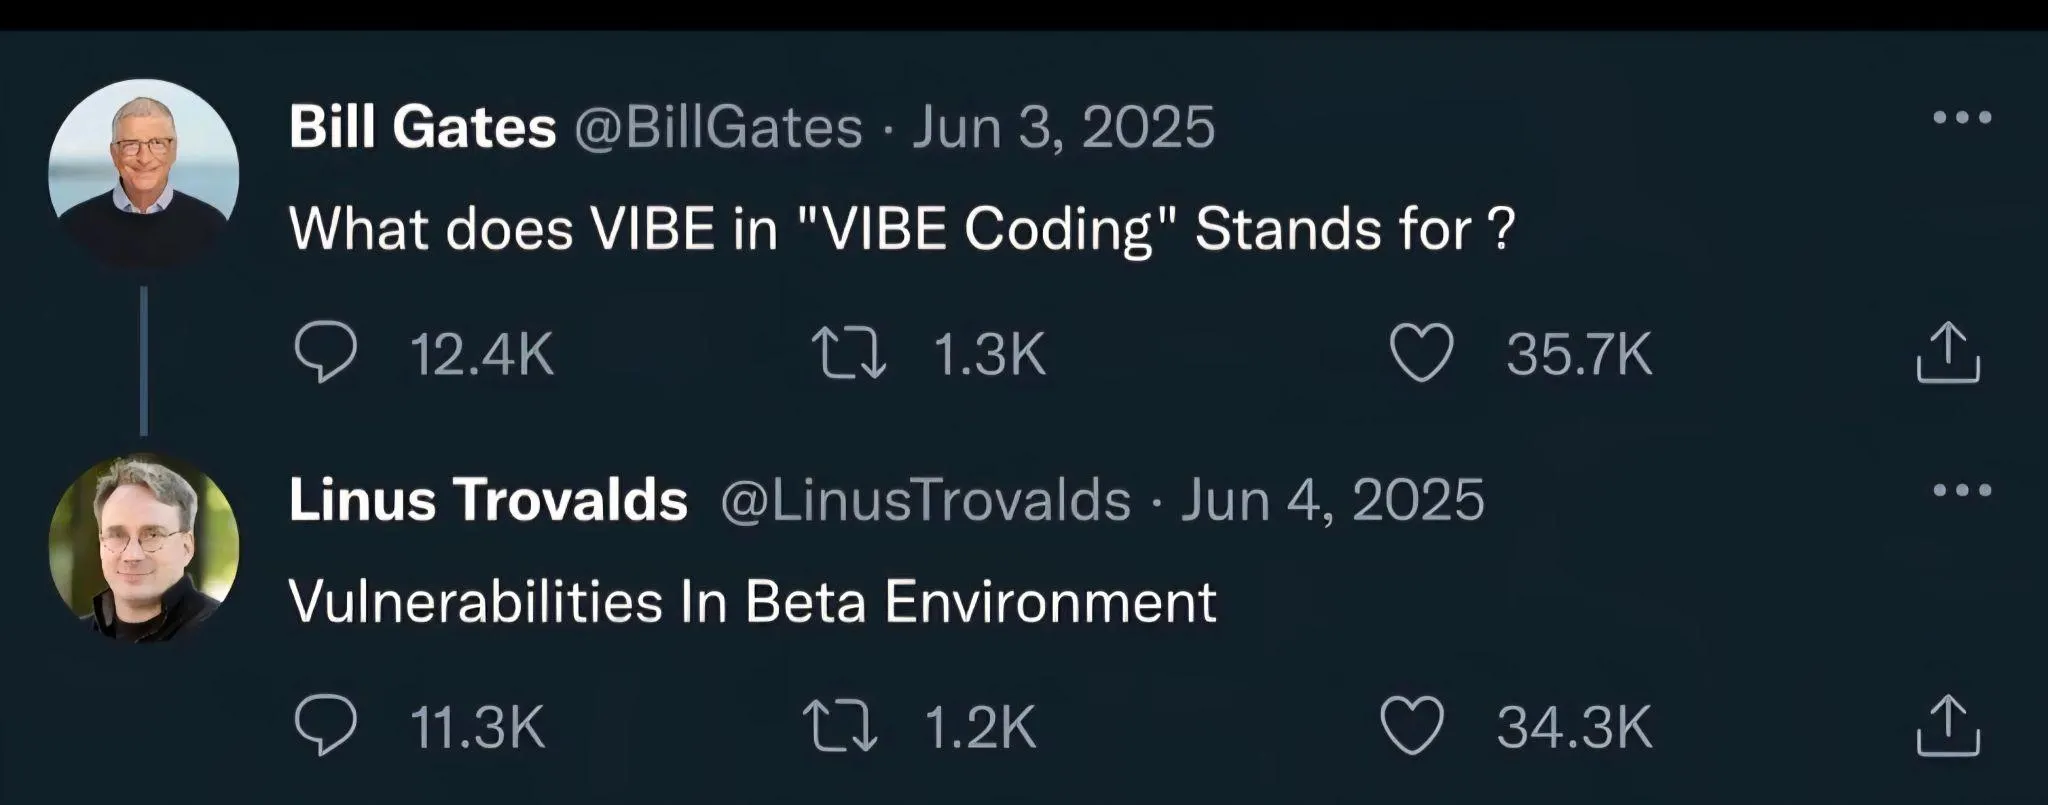 Bill Gates @BillGates · Jun 3, 2025
What does VIBE in "VIBE Coding" Stands for ?
12.4K 1.3K 35.7K
Linus Trovalds @LinusTrovalds · Jun 4, 2025
Vulnerabilities In Beta Environment
11.3K 1.2K 34.3K